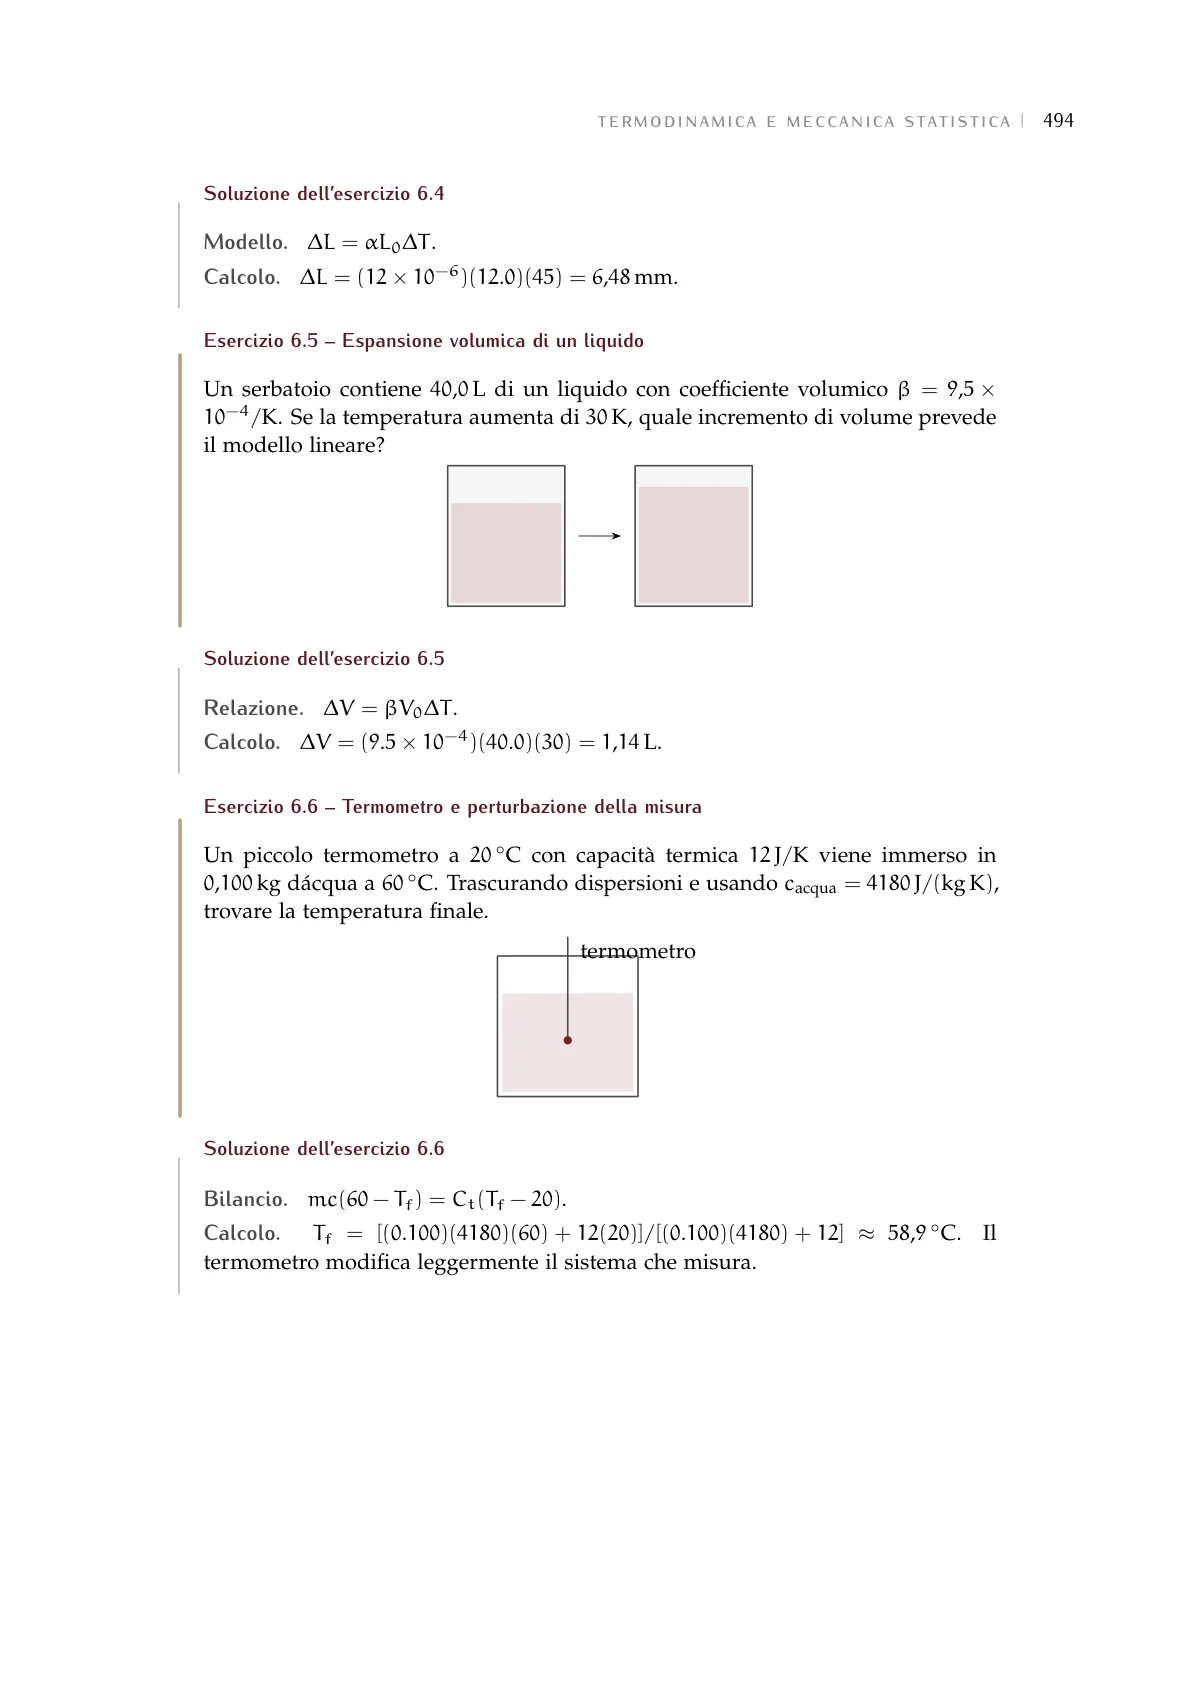 TERMODINAMICA E MECCANICA STATISTICA | 494
Soluzione dell'esercizio 6.4
Modello. ΔL = αL₀ΔT.
Calcolo. ΔL = (12 × 10⁻⁶)(12.0)(45) = 6,48 mm.
Esercizio 6.5 – Espansione volumica di un liquido
Un serbatoio contiene 40,0 L di un liquido con coefficiente volumico β = 9,5 ×
10⁻⁴/K. Se la temperatura aumenta di 30 K, quale incremento di volume prevede
il modello lineare?
Soluzione dell'esercizio 6.5
Relazione. ΔV = βV₀ΔT.
Calcolo. ΔV = (9.5 × 10⁻⁴)(40.0)(30) = 1,14 L.
Esercizio 6.6 – Termometro e perturbazione della misura
Un piccolo termometro a 20 °C con capacità termica 12 J/K viene immerso in
0,100 kg dácqua a 60 °C. Trascurando dispersioni e usando c_acqua = 4180 J/(kg K),
trovare la temperatura finale.
termometro
Soluzione dell'esercizio 6.6
Bilancio. mc(60 − T_f) = C_t(T_f − 20).
Calcolo. T_f = [(0.100)(4180)(60) + 12(20)]/[(0.100)(4180) + 12] ≈ 58,9 °C. Il
termometro modifica leggermente il sistema che misura.